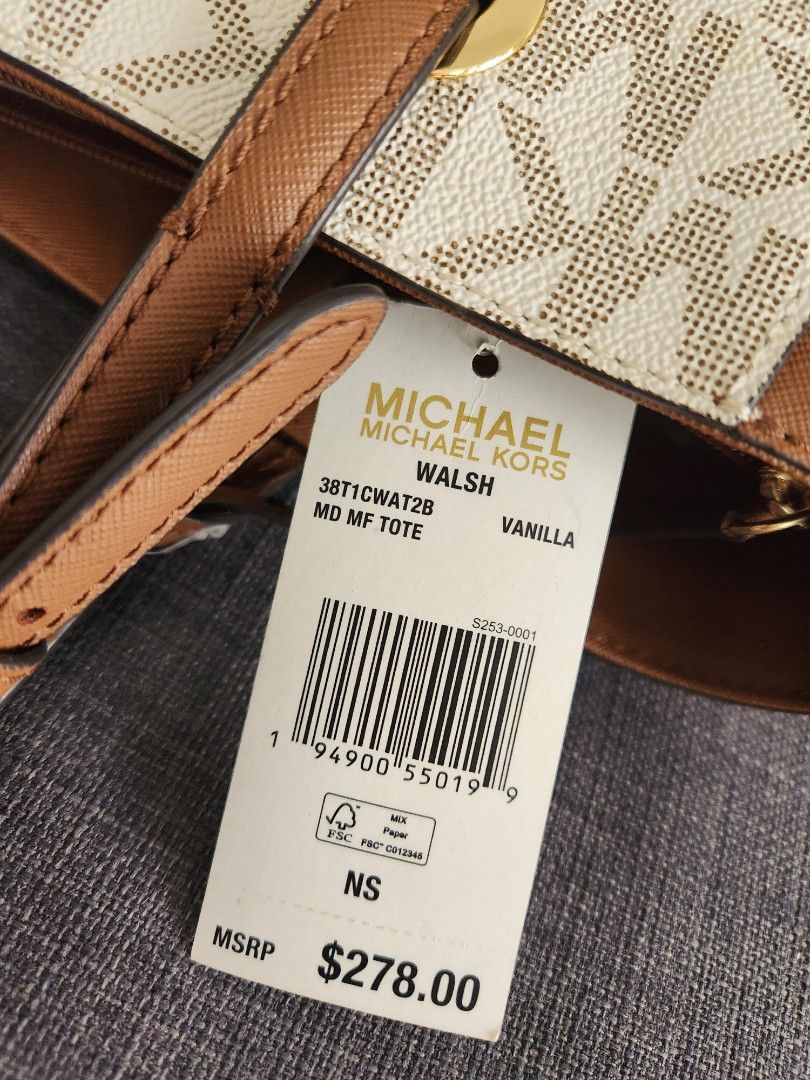 MICHAEL
MICHAEL KORS
WALSH
38T1CWAT2B
MD MF TOTE VANILLA
S253-0001
1 94900 55019 9
FSC
MIX
Paper
FSC™ C012345
NS
MSRP $278.00